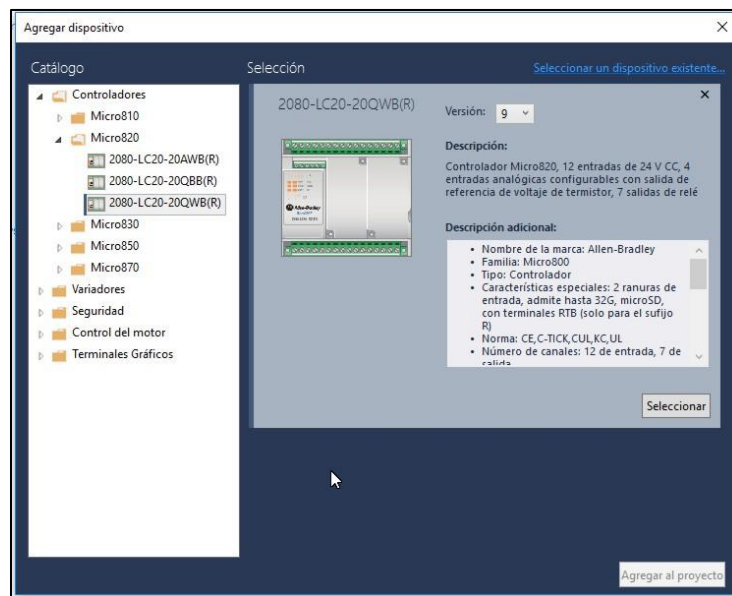 Agregar dispositivo
Catálogo
Selección
Seleccionar un dispositivo existente...
Controladores
Micro810
Micro820
2080-LC20-20AWB(R)
2080-LC20-20QBB(R)
2080-LC20-20QWB(R)
Micro830
Micro850
Micro870
Variadores
Seguridad
Control del motor
Terminales Gráficos
2080-LC20-20QWB(R)
Allen-Bradley
Versión: 9
Descripción:
Controlador Micro820, 12 entradas de 24 V CC, 4
entradas analógicas configurables con salida de
referencia de voltaje de termistor, 7 salidas de relé
Descripción adicional:
• Nombre de la marca: Allen-Bradley
• Familia: Micro800
• Tipo: Controlador
• Características especiales: 2 ranuras de
entrada, admite hasta 32G, microSD,
con terminales RTB (solo para el sufijo
R)
• Norma: CE,C-TICK,CUL,KC,UL
• Número de canales: 12 de entrada, 7 de
salida
Seleccionar
Agregar al proyecto